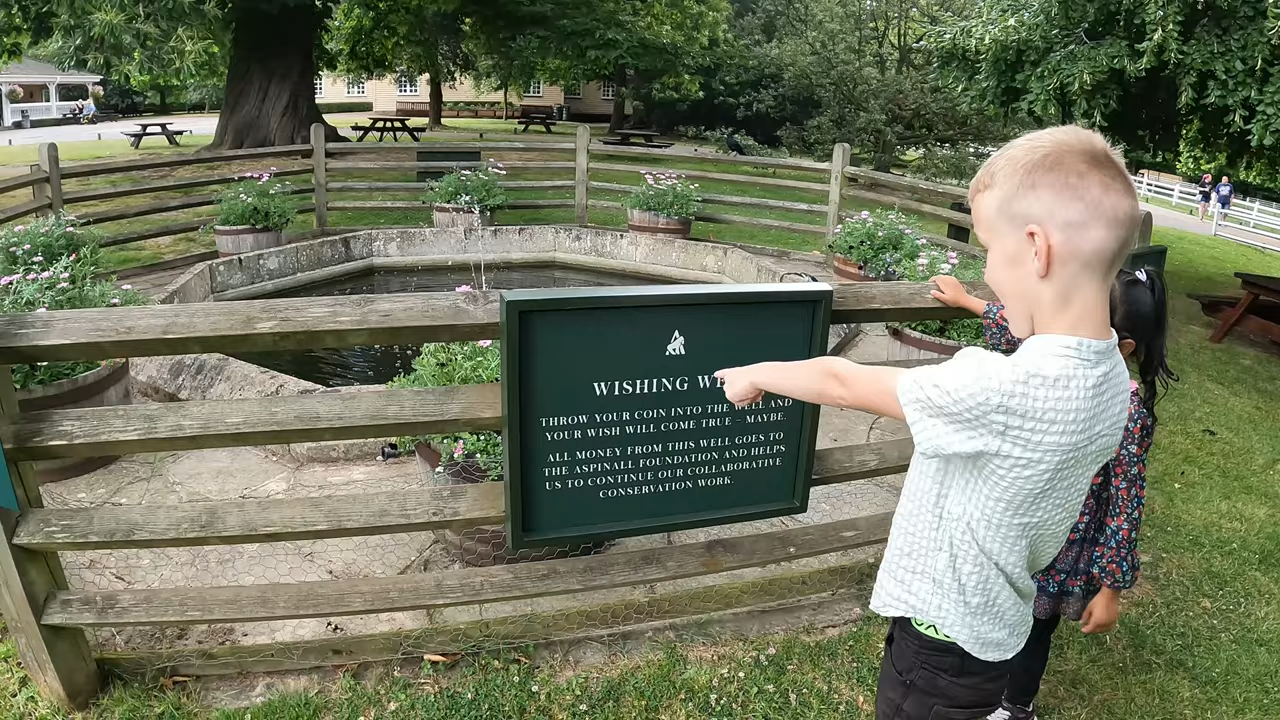 WISHING WE
THROW YOUR COIN INTO THE WELL AND
YOUR WISH WILL COME TRUE – MAYBE.
ALL MONEY FROM THIS WELL GOES TO
THE ASPINALL FOUNDATION AND HELPS
US TO CONTINUE OUR COLLABORATIVE
CONSERVATION WORK.